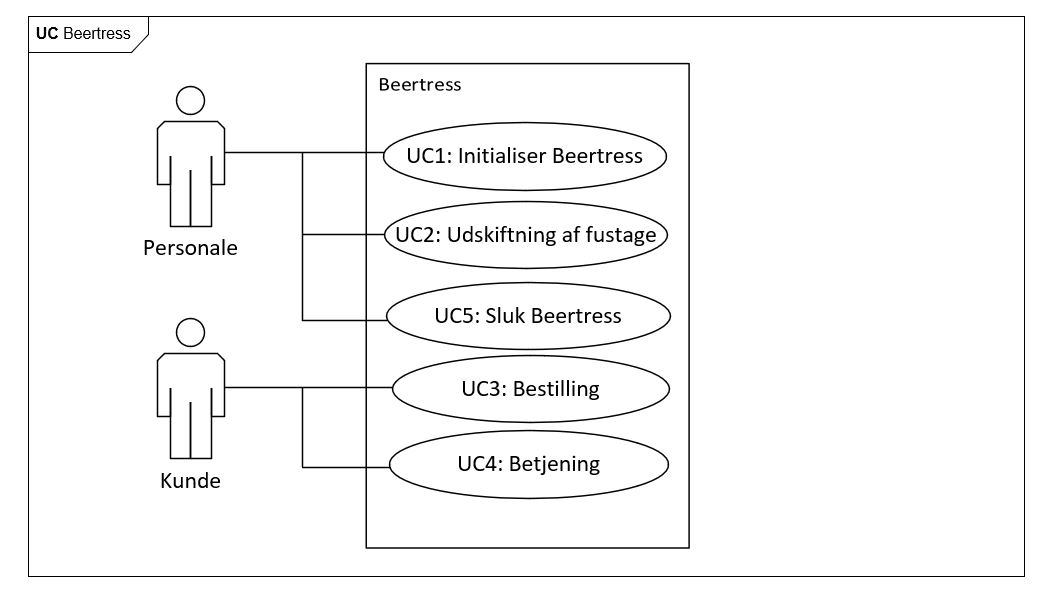 UC Beertress
Beertress
UC1: Initialiser Beertress
UC2: Udskiftning af fustage
Personale
UC5: Sluk Beertress
UC3: Bestilling
UC4: Betjening
Kunde